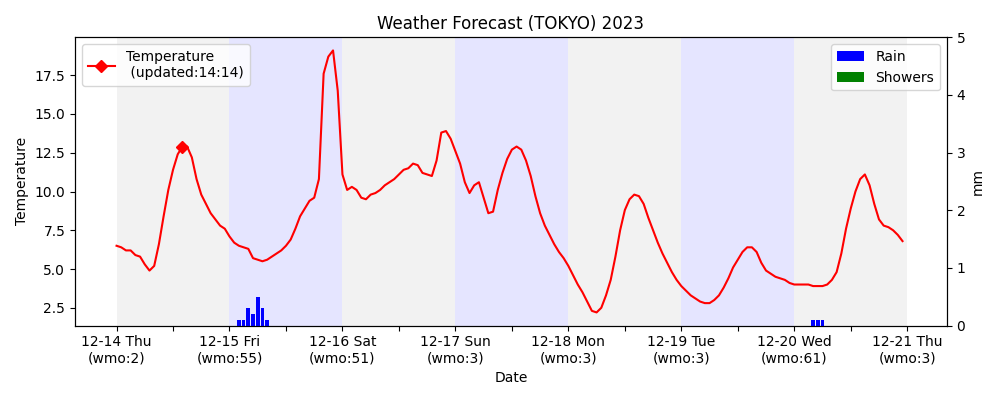 Weather Forecast (TOKYO) 2023
Temperature
(updated:14:14)
Rain
Showers
Temperature
17.5
15.0
12.5
10.0
7.5
5.0
2.5
5
4
3
2
1
0
mm
12-14 Thu
(wmo:2)
12-15 Fri
(wmo:55)
12-16 Sat
(wmo:51)
12-17 Sun
(wmo:3)
12-18 Mon
(wmo:3)
12-19 Tue
(wmo:3)
12-20 Wed
(wmo:61)
12-21 Thu
(wmo:3)
Date